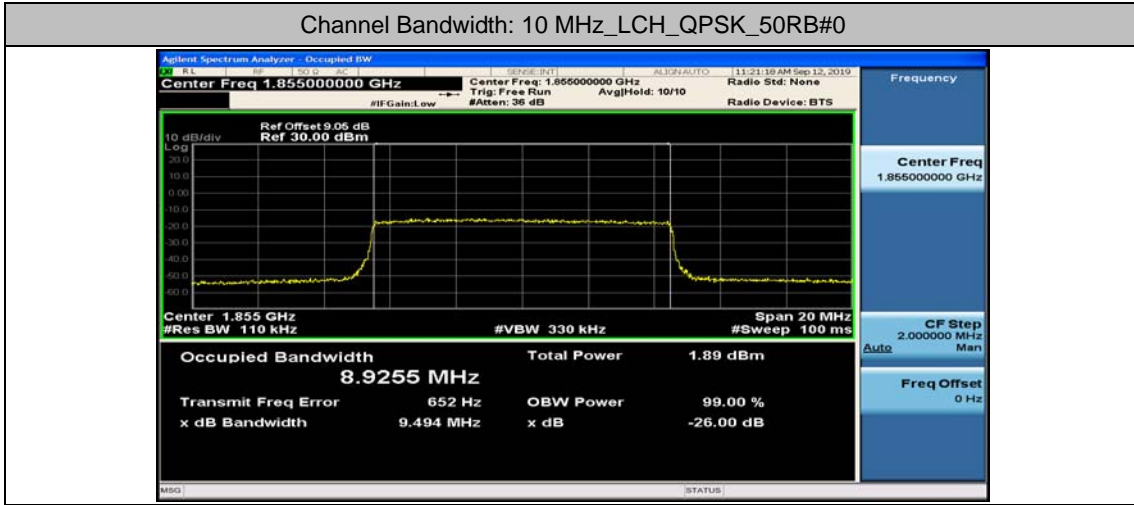 Channel Bandwidth: 10 MHz_LCH_QPSK_50RB#0
Agilent Spectrum Analyzer - Occupied BW
RL RF 50 Ω AC SENSE:INT ALIGN AUTO 11:21:18 AM Sep 12, 2019
Center Freq 1.855000000 GHz
Center Freq: 1.855000000 GHz
Radio Std: None
Trig: Free Run Avg|Hold: 10/10
#IFGain:Low #Atten: 36 dB Radio Device: BTS
Ref Offset 9.05 dB
10 dB/div Ref 30.00 dBm
Log
20.0
10.0
0.00
-10.0
-20.0
-30.0
-40.0
-50.0
-60.0
Center 1.855 GHz Span 20 MHz
#Res BW 110 kHz #VBW 330 kHz #Sweep 100 ms
Occupied Bandwidth Total Power 1.89 dBm
8.9255 MHz
Transmit Freq Error 652 Hz OBW Power 99.00 %
x dB Bandwidth 9.494 MHz x dB -26.00 dB
MSG STATUS
Frequency
Center Freq
1.855000000 GHz
CF Step
2.000000 MHz
Auto Man
Freq Offset
0 Hz